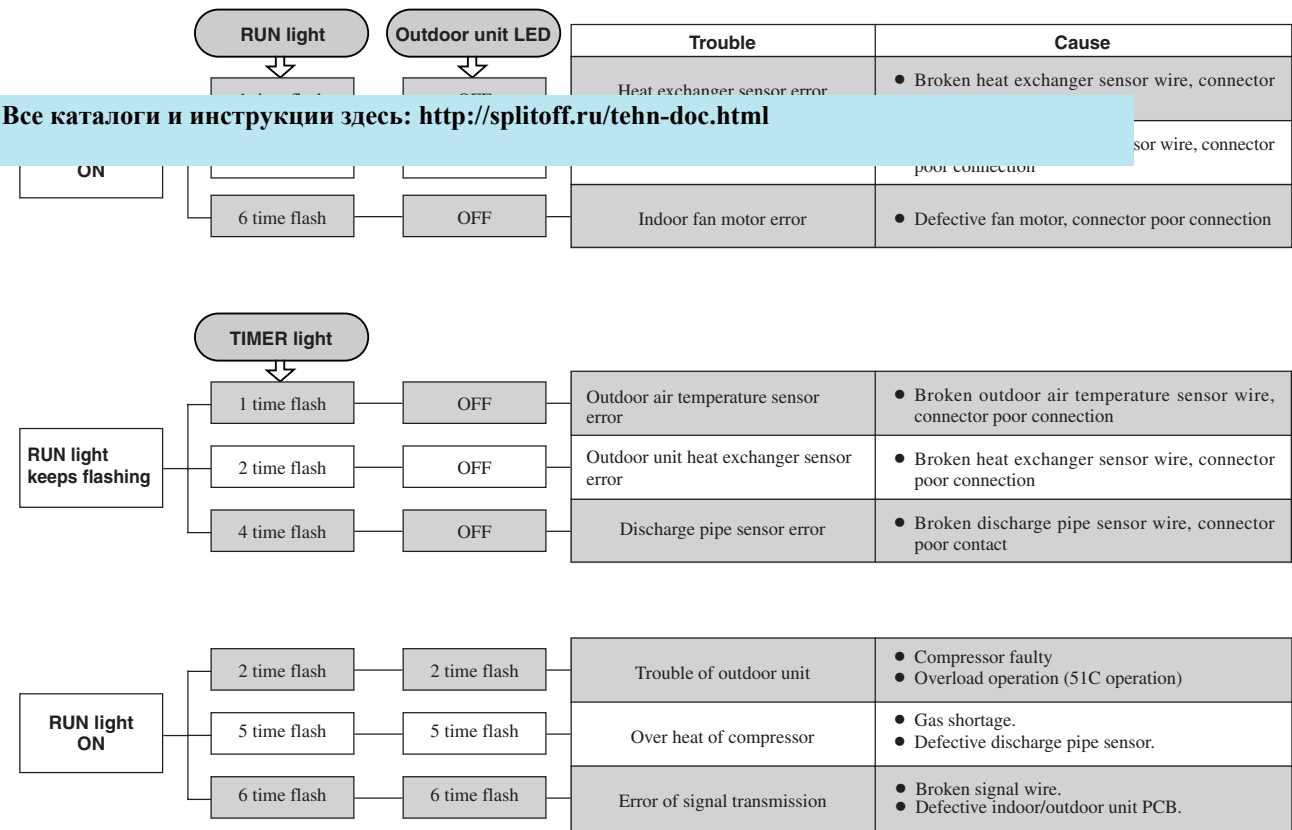 RUN light Outdoor unit LED Trouble Cause
Heat exchanger sensor error
● Broken heat exchanger sensor wire, connector
Все каталоги и инструкции здесь: http://splitoff.ru/tehn-doc.html
sor wire, connector
poor connection
ON
6 time flash OFF Indoor fan motor error ● Defective fan motor, connector poor connection
TIMER light
RUN light
keeps flashing
1 time flash OFF
Outdoor air temperature sensor
error
● Broken outdoor air temperature sensor wire,
connector poor connection
2 time flash OFF
Outdoor unit heat exchanger sensor
error
● Broken heat exchanger sensor wire, connector
poor connection
4 time flash OFF Discharge pipe sensor error
● Broken discharge pipe sensor wire, connector
poor contact
RUN light
ON
2 time flash 2 time flash Trouble of outdoor unit
● Compressor faulty
● Overload operation (51C operation)
5 time flash 5 time flash Over heat of compressor
● Gas shortage.
● Defective discharge pipe sensor.
6 time flash 6 time flash Error of signal transmission
● Broken signal wire.
● Defective indoor/outdoor unit PCB.